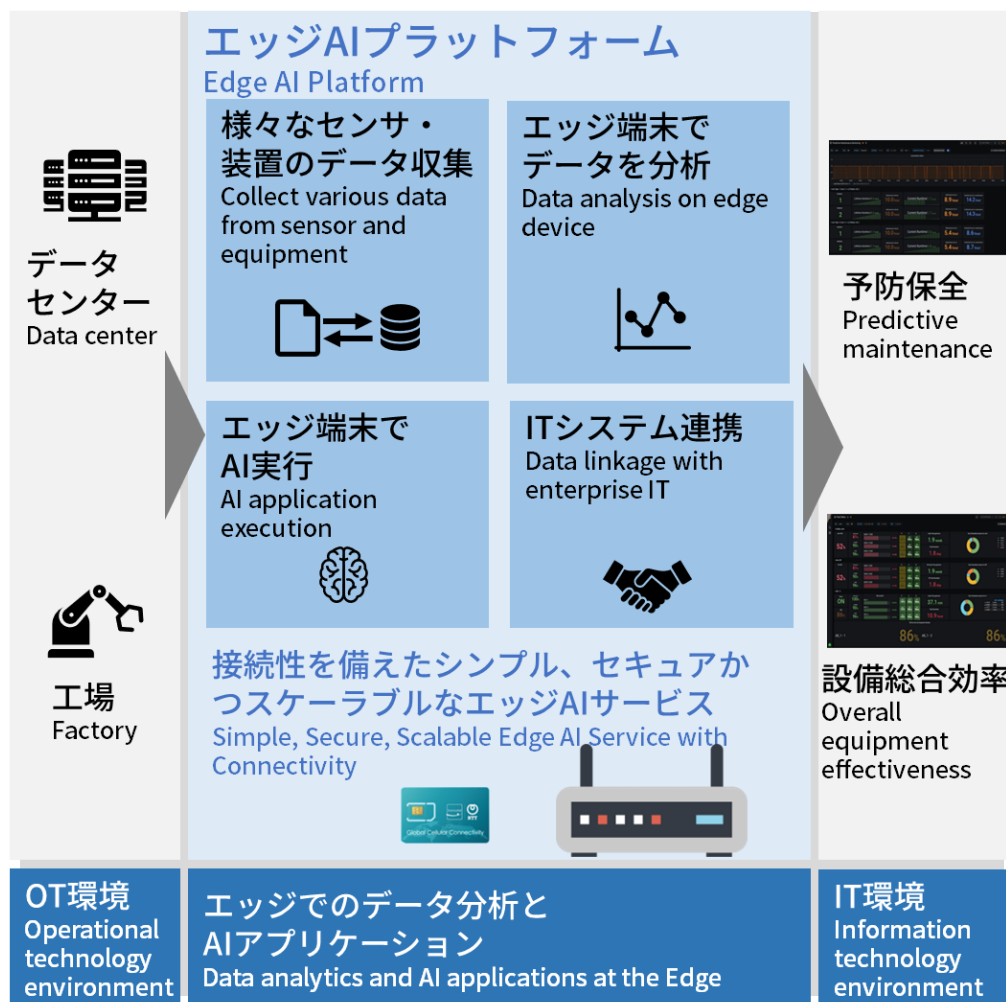 エッジAIプラットフォーム
Edge AI Platform
データ
センター
Data center
工場
Factory
様々なセンサ・
装置のデータ収集
Collect various data
from sensor and
equipment
エッジ端末で
データを分析
Data analysis on edge
device
エッジ端末で
AI実行
AI application
execution
ITシステム連携
Data linkage with
enterprise IT
接続性を備えたシンプル、セキュアか
つスケーラブルなエッジAIサービス
Simple, Secure, Scalable Edge AI Service with
Connectivity
NTT
Global Cellular Connectivity
予防保全
Predictive
maintenance
86%
86%
設備総合効率
Overall
equipment
effectiveness
OT環境
Operational
technology
environment
エッジでのデータ分析と
AIアプリケーション
Data analytics and AI applications at the Edge
IT環境
Information
technology
environment